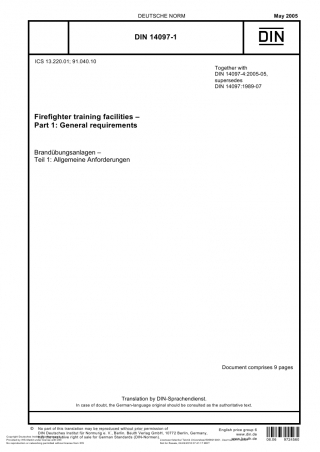 DEUTSCHE NORM
May 2005
DIN 14097-1
DIN
ICS 13.220.01; 91.040.10
Together with
DIN 14097-4:2005-05,
supersedes
DIN 14097:1989-07
Firefighter training facilities –
Part 1: General requirements
Brandübungsanlagen –
Teil 1: Allgemeine Anforderungen
Document comprises 9 pages
Translation by DIN-Sprachendienst.
In case of doubt, the German-language original should be consulted as the authoritative text.
© No part of this translation may be reproduced without prior permission of
DIN Deutsches Institut für Normung e. V., Berlin. Beuth Verlag GmbH, 10772 Berlin, Germany,
right of sale for German Standards (DIN-Normen).
English price group 8
www.din.de
www.beuth.de